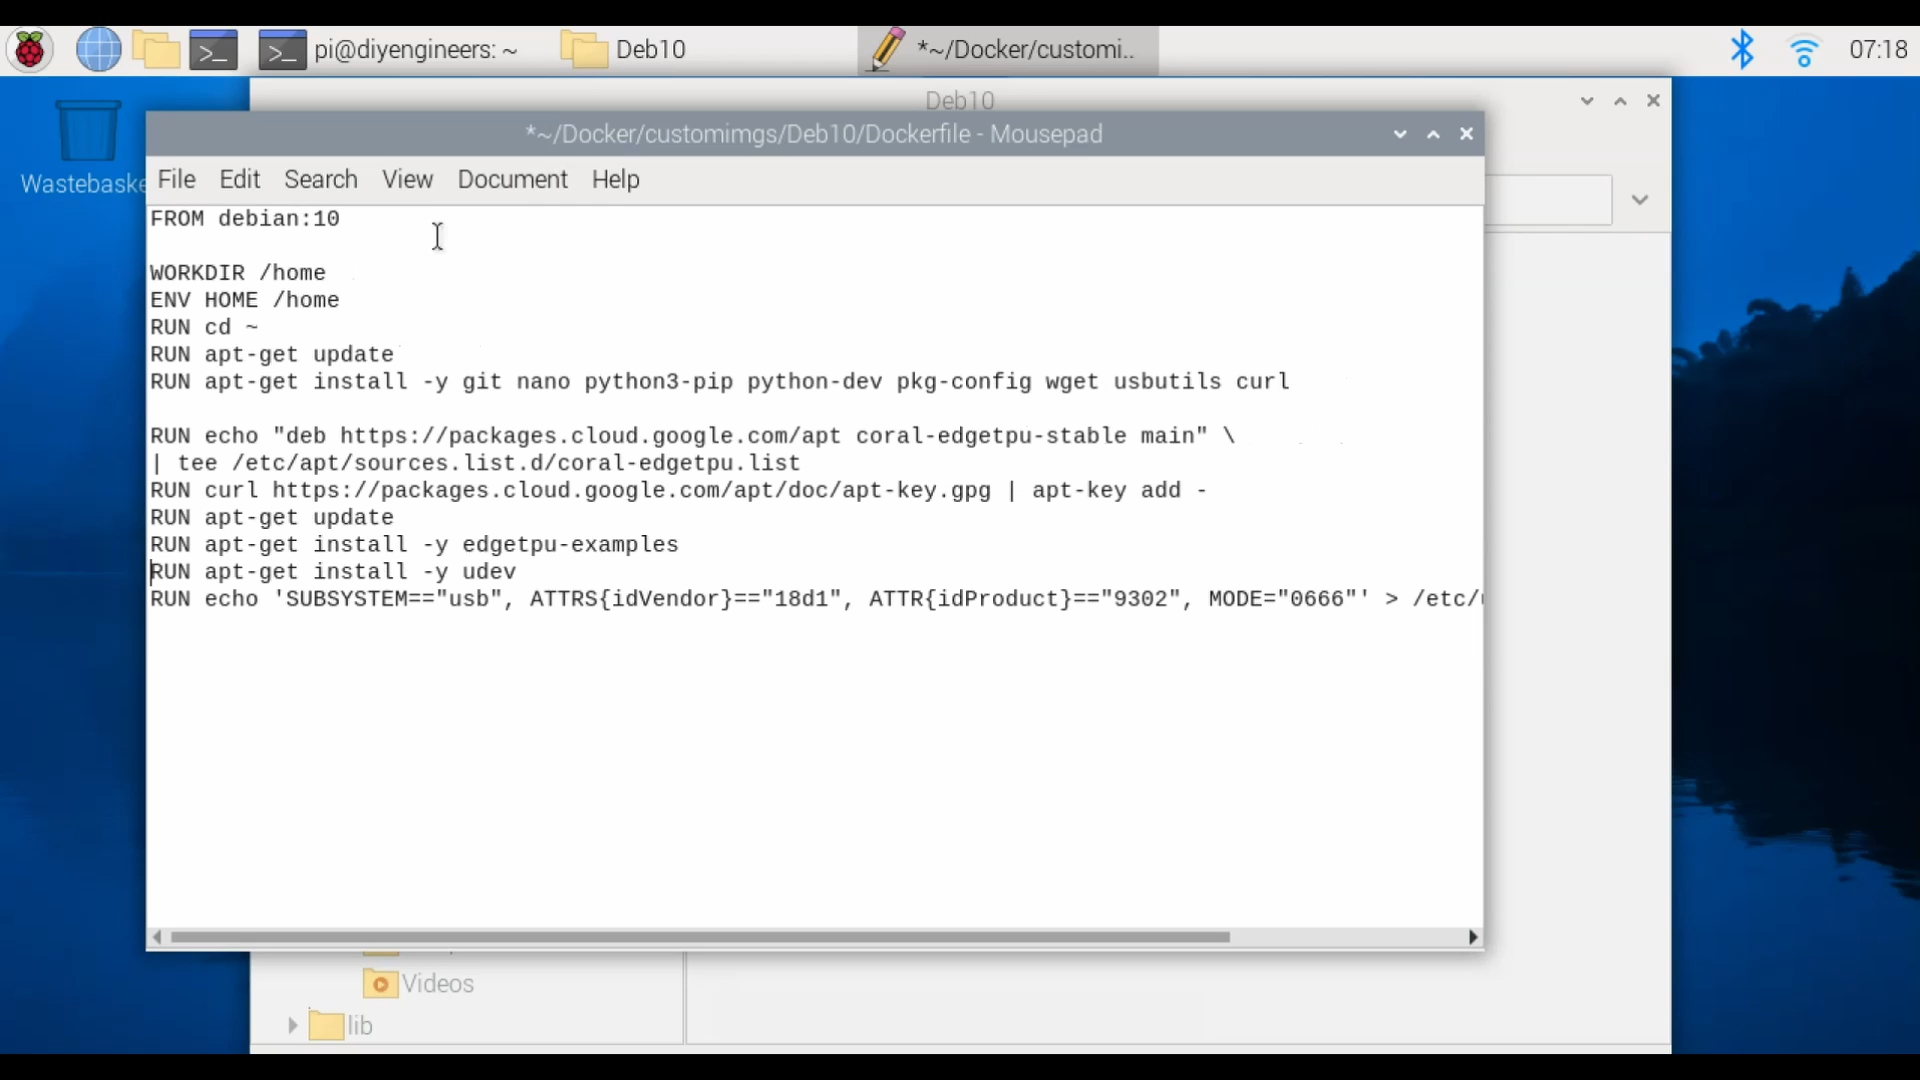 pi@diyengineers: ~
Deb10
*~/Docker/customi..
07:18
Deb10
Wastebaske
*~/Docker/customimgs/Deb10/Dockerfile - Mousepad
File Edit Search View Document Help
FROM debian:10
WORKDIR /home
ENV HOME /home
RUN cd ~
RUN apt-get update
RUN apt-get install -y git nano python3-pip python-dev pkg-config wget usbutils curl
RUN echo "deb https://packages.cloud.google.com/apt coral-edgetpu-stable main" \
| tee /etc/apt/sources.list.d/coral-edgetpu.list
RUN curl https://packages.cloud.google.com/apt/doc/apt-key.gpg | apt-key add -
RUN apt-get update
RUN apt-get install -y edgetpu-examples
RUN apt-get install -y udev
RUN echo 'SUBSYSTEM=="usb", ATTRS{idVendor}=="18d1", ATTR{idProduct}=="9302", MODE="0666"' > /etc/
Videos
lib